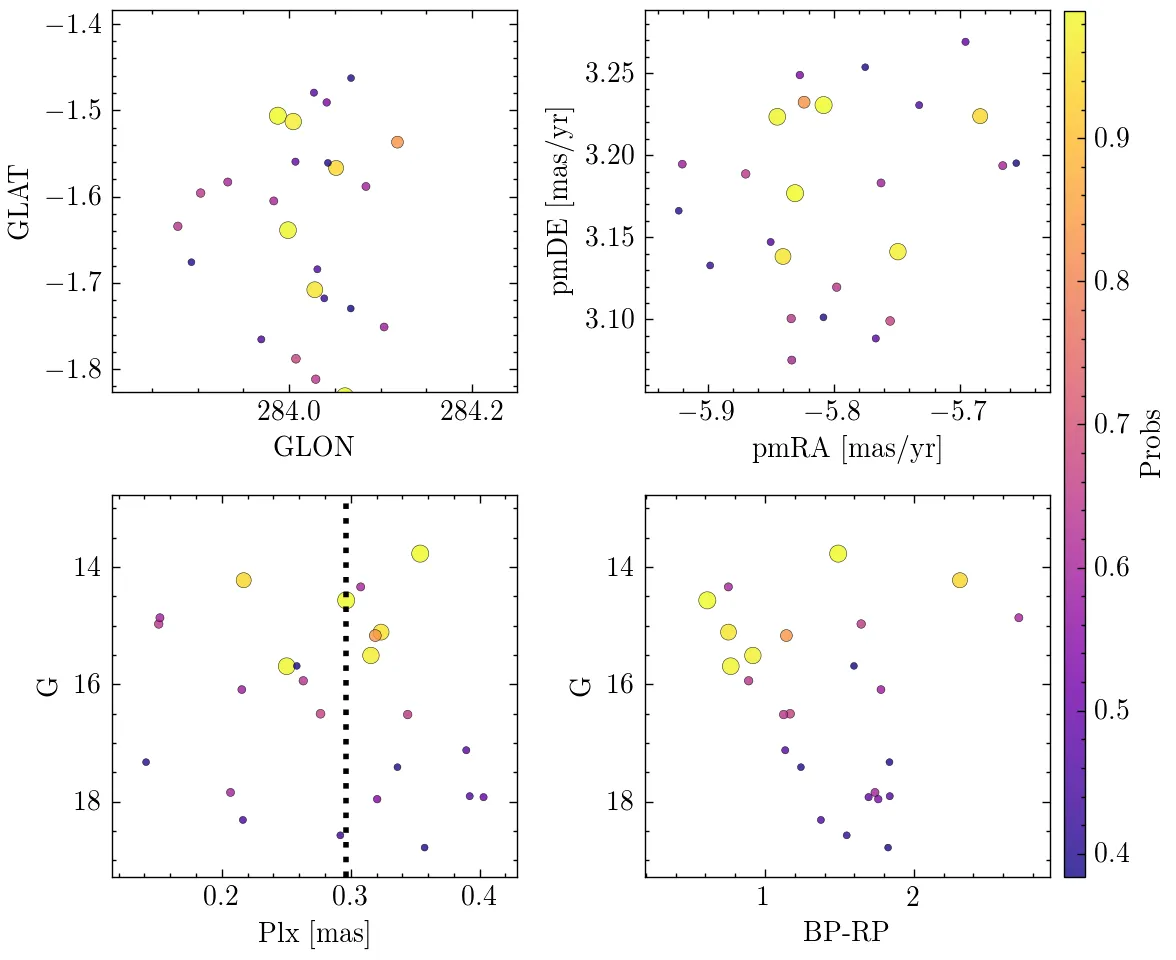 −1.4
−1.5
−1.6
−1.7
−1.8
GLAT
284.0 284.2
GLON
3.25
3.20
3.15
3.10
pmDE [mas/yr]
−5.9 −5.8 −5.7
pmRA [mas/yr]
14
16
18
G
0.2 0.3 0.4
Plx [mas]
14
16
18
G
1 2
BP-RP
0.9
0.8
0.7
0.6
0.5
0.4
Probs